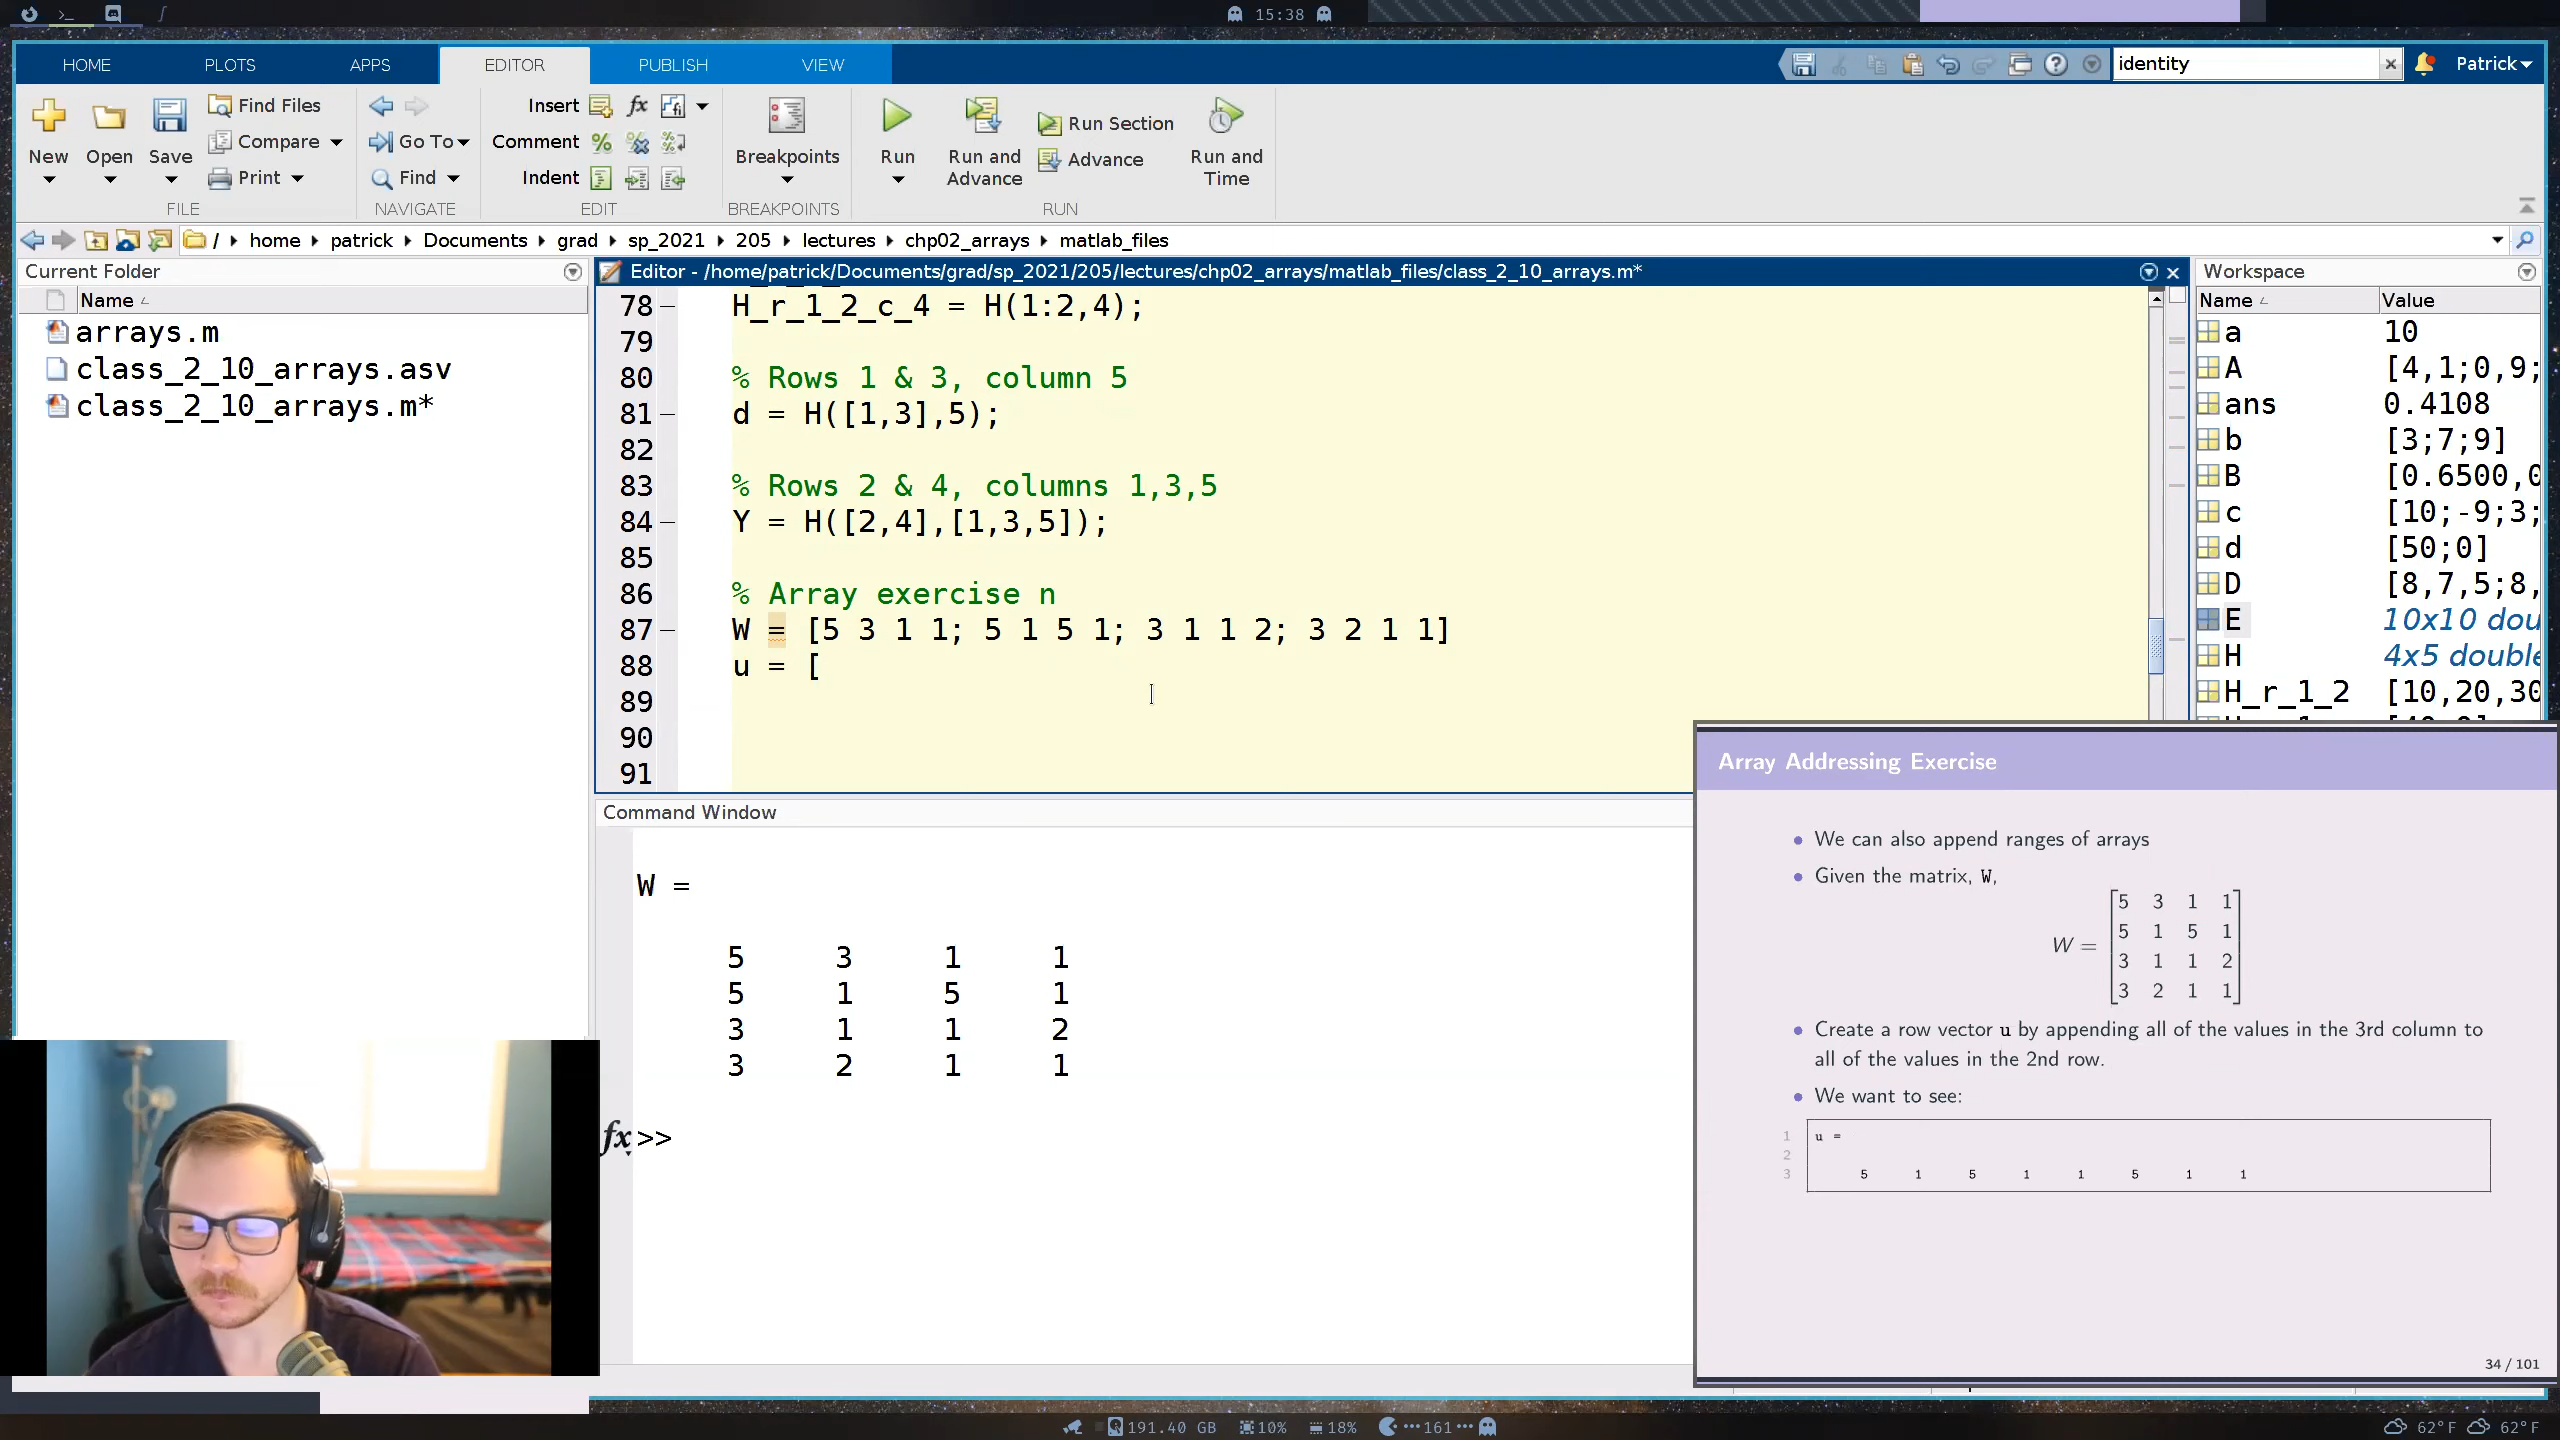 15:38
HOME PLOTS APPS EDITOR PUBLISH VIEW identity Patrick
New Open Save Find Files Compare Print FILE
Go To Find NAVIGATE
Insert fx Comment Indent EDIT
Breakpoints BREAKPOINTS
Run Run and Advance Run Section Advance Run and Time RUN
/ home patrick Documents grad sp_2021 205 lectures chp02_arrays matlab_files
Current Folder
Name
arrays.m
class_2_10_arrays.asv
class_2_10_arrays.m*
Editor - /home/patrick/Documents/grad/sp_2021/205/lectures/chp02_arrays/matlab_files/class_2_10_arrays.m*
78 H_r_1_2_c_4 = H(1:2,4);
79
80 % Rows 1 & 3, column 5
81 d = H([1,3],5);
82
83 % Rows 2 & 4, columns 1,3,5
84 Y = H([2,4],[1,3,5]);
85
86 % Array exercise n
87 W = [5 3 1 1; 5 1 5 1; 3 1 1 2; 3 2 1 1]
88 u = [
89
90
91
Workspace
Name Value
a 10
A [4,1;0,9;
ans 0.4108
b [3;7;9]
B [0.6500,0
c [10;-9;3;
d [50;0]
D [8,7,5;8,
E 10x10 dou
H 4x5 double
H_r_1_2 [10,20,30
Command Window
W =
5 3 1 1
5 1 5 1
3 1 1 2
3 2 1 1
fx >>
Array Addressing Exercise
• We can also append ranges of arrays
• Given the matrix, W,
W =
5 3 1 1
5 1 5 1
3 1 1 2
3 2 1 1
• Create a row vector u by appending all of the values in the 3rd column to
all of the values in the 2nd row.
• We want to see:
1 u =
2
3 5 1 5 1 1 5 1 1
34 / 101
191.40 GB 10% 18% 161 62°F 62°F